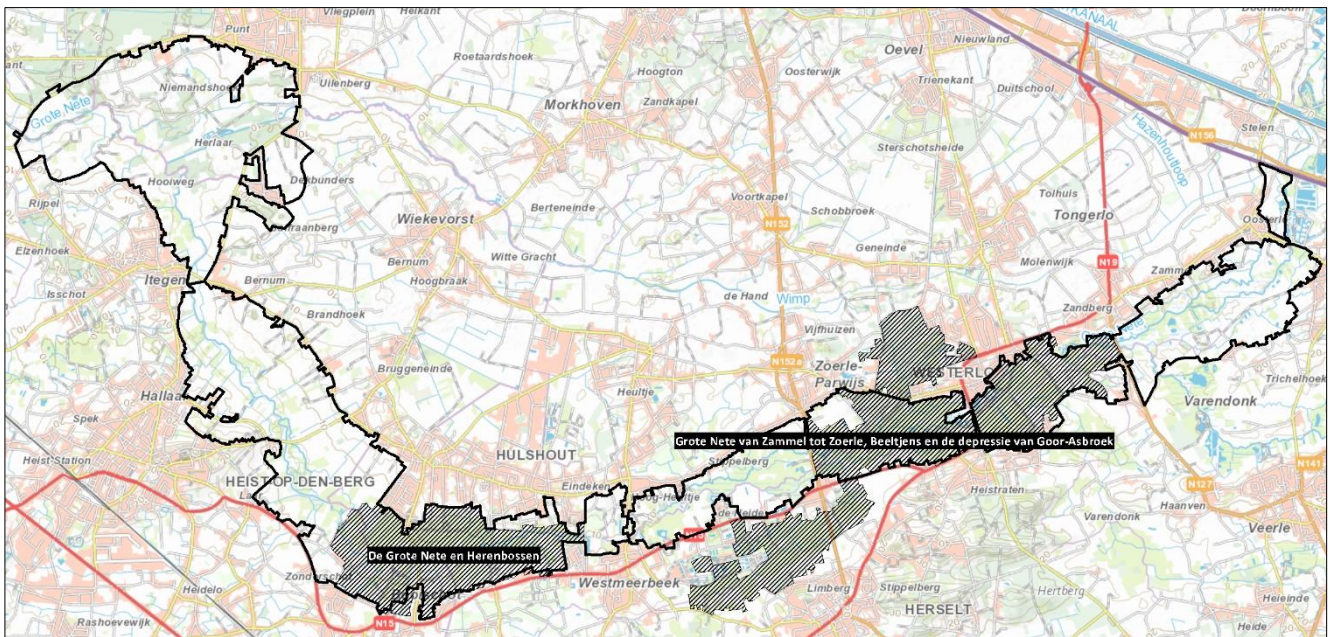 Punt
Vliegplein
Heikant
Niemandshoek
Uilenberg
Roetaardshoek
Hoogton
Zandkapel
Oosterwijk
Oevel
Nieuwland
Duitschool
Trienekant
Stelen
N156
Hazenhoutloop
Grote Nete
Herlaar
Morkhoven
Sterschotsheide
Hooiweg
Rijpel
Elzenhoek
Itegem
Isschot
Bernum
Wiekevorst
Berteneinde
Voortkapel
N152
Schobbroek
Tolhuis
Tongerlo
Oosterlo
Geneinde
Molenwijk
N19
Witte Gracht
Bernum
Hoogbraak
Brandhoek
de Hand
Wimp
Vijfhuizen
Zandberg
N152a
Bruggeneinde
Heultje
Zoerle-
Parwijs
Trichelhoek
Spek
Varendonk
HULSHOUT
Heist-Station
HEIST-OP-DEN-BERG
Eindeken
Stippelberg
Grote Nete van Zammel tot Zoerle, Beeltjens en de depressie van Goor-Asbroek
N141
N127
Heistraten
Varendonk
Haanven
Veerle
De Grote Nete en Herenbossen
Heidelo
Westmeerbeek
Limberg
Stippelberg
Hertberg
HERSELT
Hieleinde
Heide
Rashoevewijk
N15